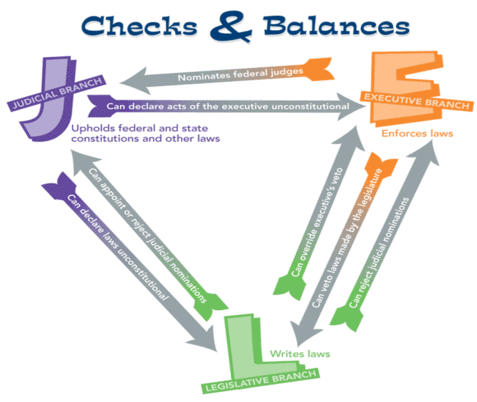 Checks & Balances
Nominates federal judges
J
JUDICIAL BRANCH
E
EXECUTIVE BRANCH
Can declare acts of the executive unconstitutional
Upholds federal and state
constitutions and other laws
Enforces laws
Can appoint or reject judicial nominations
Can declare laws unconstitutional
Can override executive's veto
Can veto laws made by the legislature
Can reject judicial nominations
L
Writes laws
LEGISLATIVE BRANCH